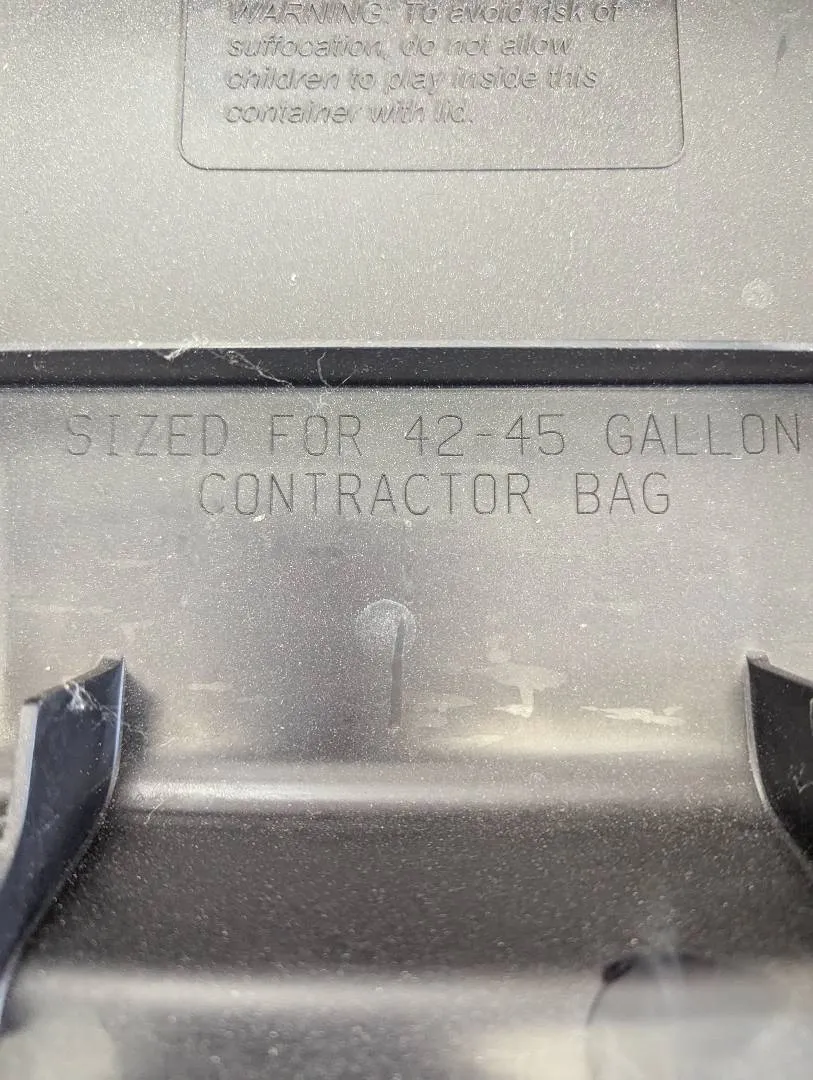 WARNING: To avoid risk of
suffocation, do not allow
children to play inside this
container with lid.
SIZED FOR 42-45 GALLON
CONTRACTOR BAG